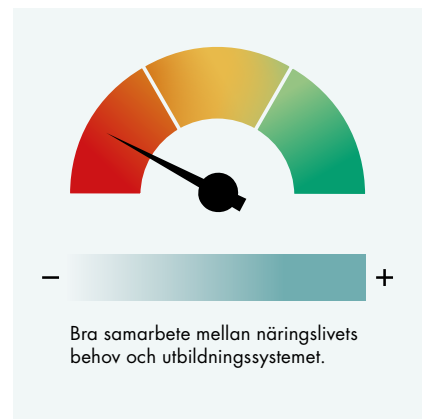 − +
Bra samarbete mellan näringslivets
behov och utbildningssystemet.